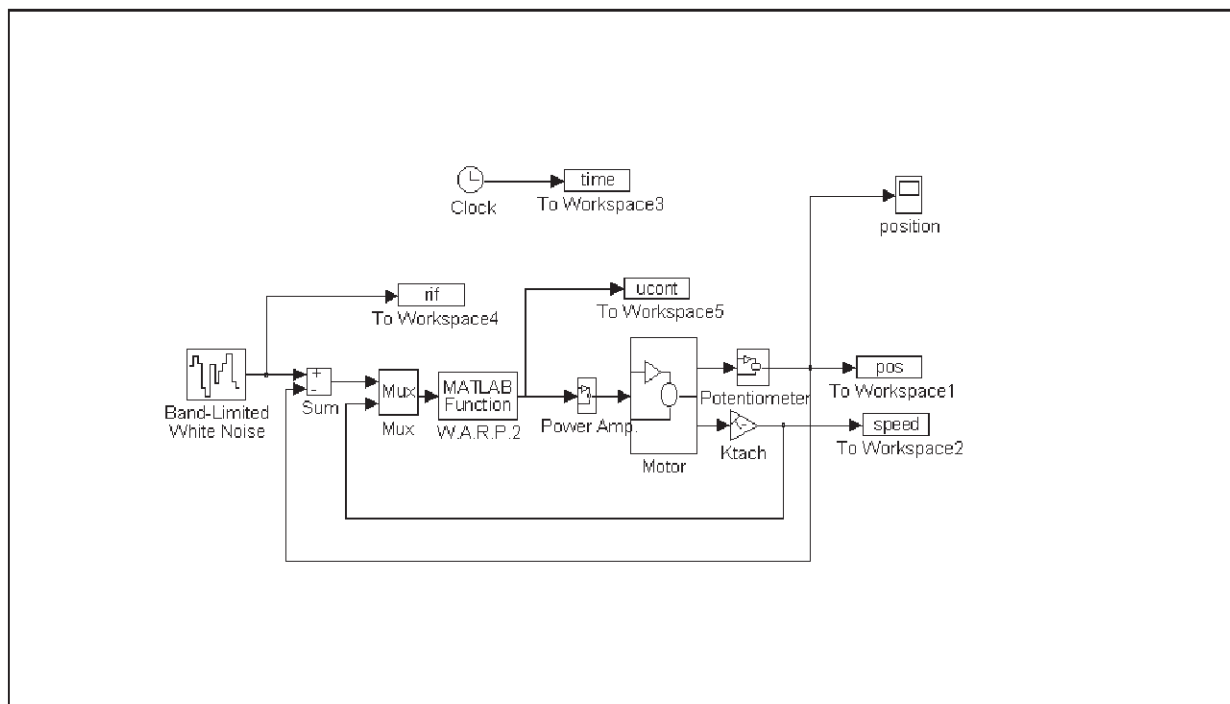 time
Clock
To Workspace3
position
rif
To Workspace4
ucont
To Workspace5
Band-Limited
White Noise
+
-
Sum
Mux
Mux
MATLAB
Function
W.A.R.P.2
Power Amp.
Motor
Potentiometer
Ktach
pos
To Workspace1
speed
To Workspace2